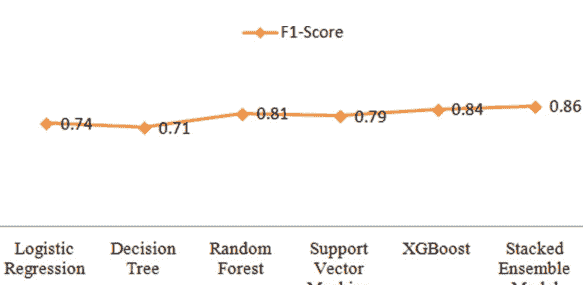 F1-Score
0.74
0.71
0.81
0.79
0.84
0.86
Logistic
Regression
Decision
Tree
Random
Forest
Support
Vector
XGBoost
Stacked
Ensemble